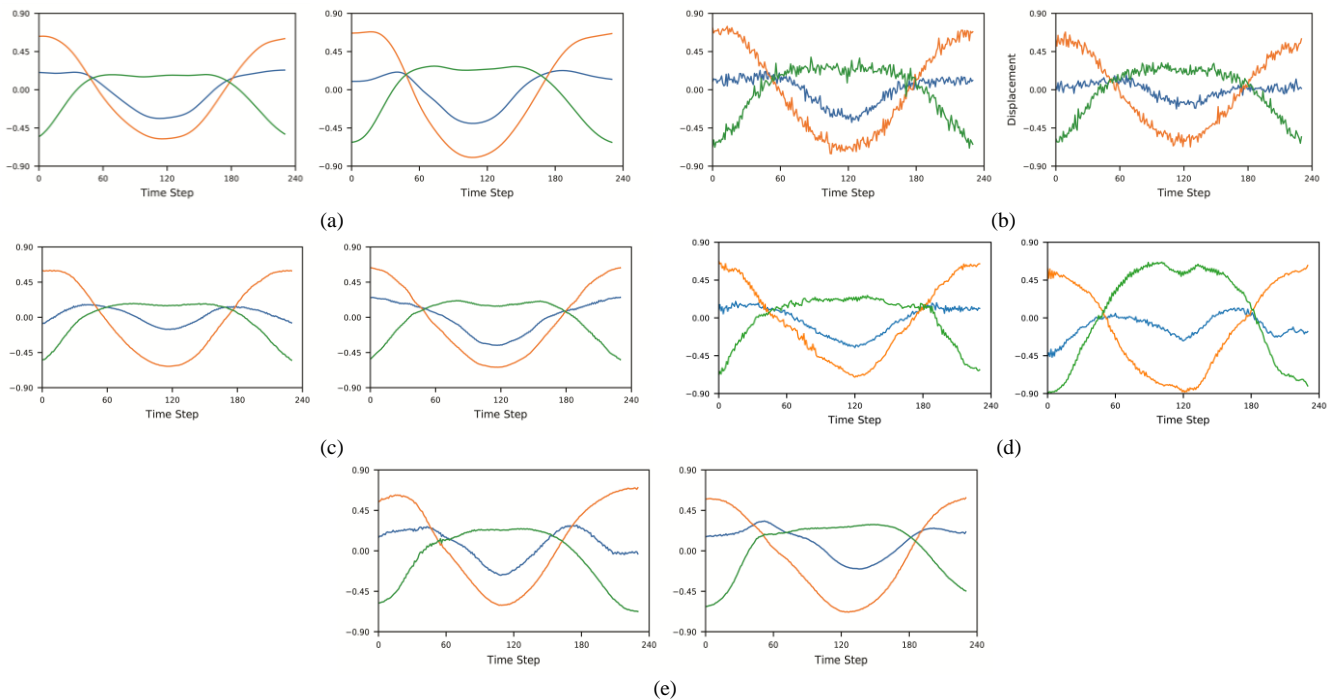 0.90 0.90 0.90 0.90
0.45 0.45 0.45 0.45
0.00 0.00 0.00 Displacement 0.00
−0.45 −0.45 −0.45 −0.45
−0.90 −0.90 −0.90 −0.90
0 60 120 180 240 0 60 120 180 240 0 60 120 180 240 0 60 120 180 240
Time Step Time Step Time Step Time Step
(a) (b)
0.90 0.90 0.90 0.90
0.45 0.45 0.45 0.45
0.00 0.00 0.00 0.00
−0.45 −0.45 −0.45 −0.45
−0.90 −0.90 −0.90 −0.90
0 60 120 180 240 0 60 120 180 240 0 60 120 180 240 0 60 120 180 240
Time Step Time Step Time Step Time Step
(c) (d)
0.90 0.90
0.45 0.45
0.00 0.00
−0.45 −0.45
−0.90 −0.90
0 60 120 180 240 0 60 120 180 240
Time Step Time Step
(e)